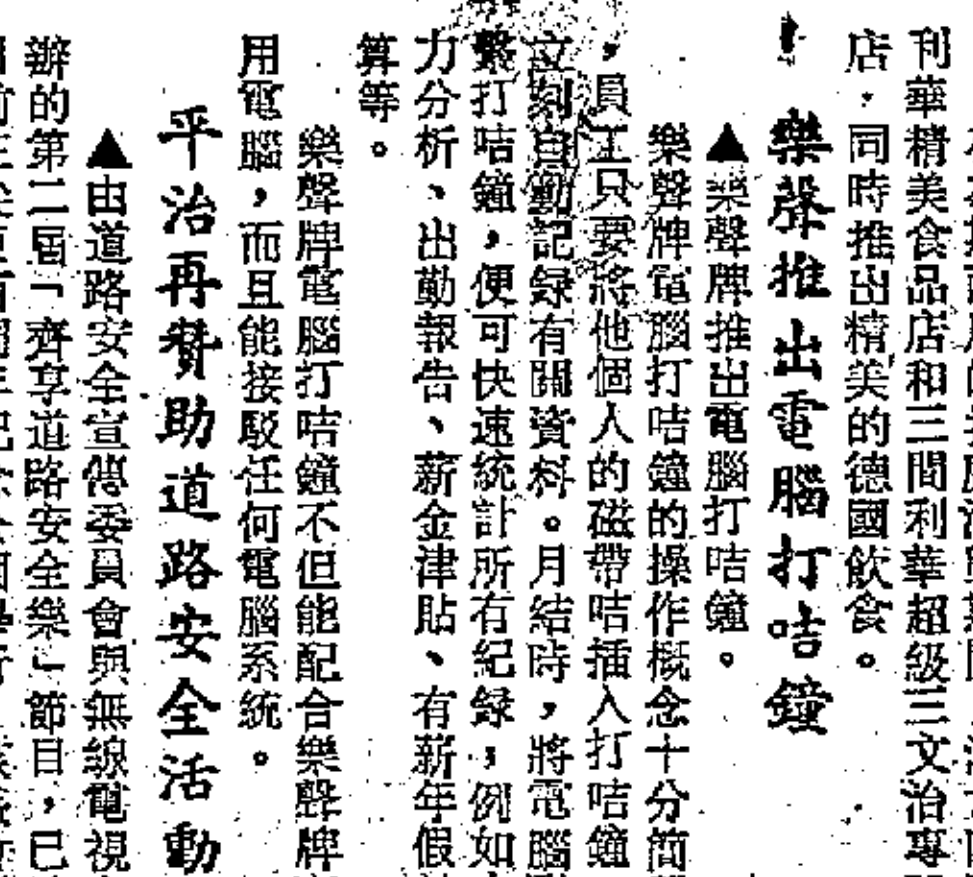 刊華精美食品店和三間利華超級三文治專
店，同時推出精美的德國飲食。
樂聲推出電腦打咭鐘
▲樂聲牌推出電腦打咭鐘。
樂聲牌電腦打咭鐘的操作概念十分簡
，員工只要將他個人的磁帶咭插入打咭鐘
立刻自動記録有關資料。月結時，將電腦
繫打咭鐘，便可快速統計所有紀録，例如
力分析、出勤報告、薪金津貼、有薪年假
算等。
樂聲牌電腦打咭鐘不但能配合樂聲牌
用電腦，而且能接駁任何電腦系統。
平治再贊助道路安全活動
▲由道路安全宣傳委員會與無線電視
辦的第二屆「齊享道路安全樂」節目，已